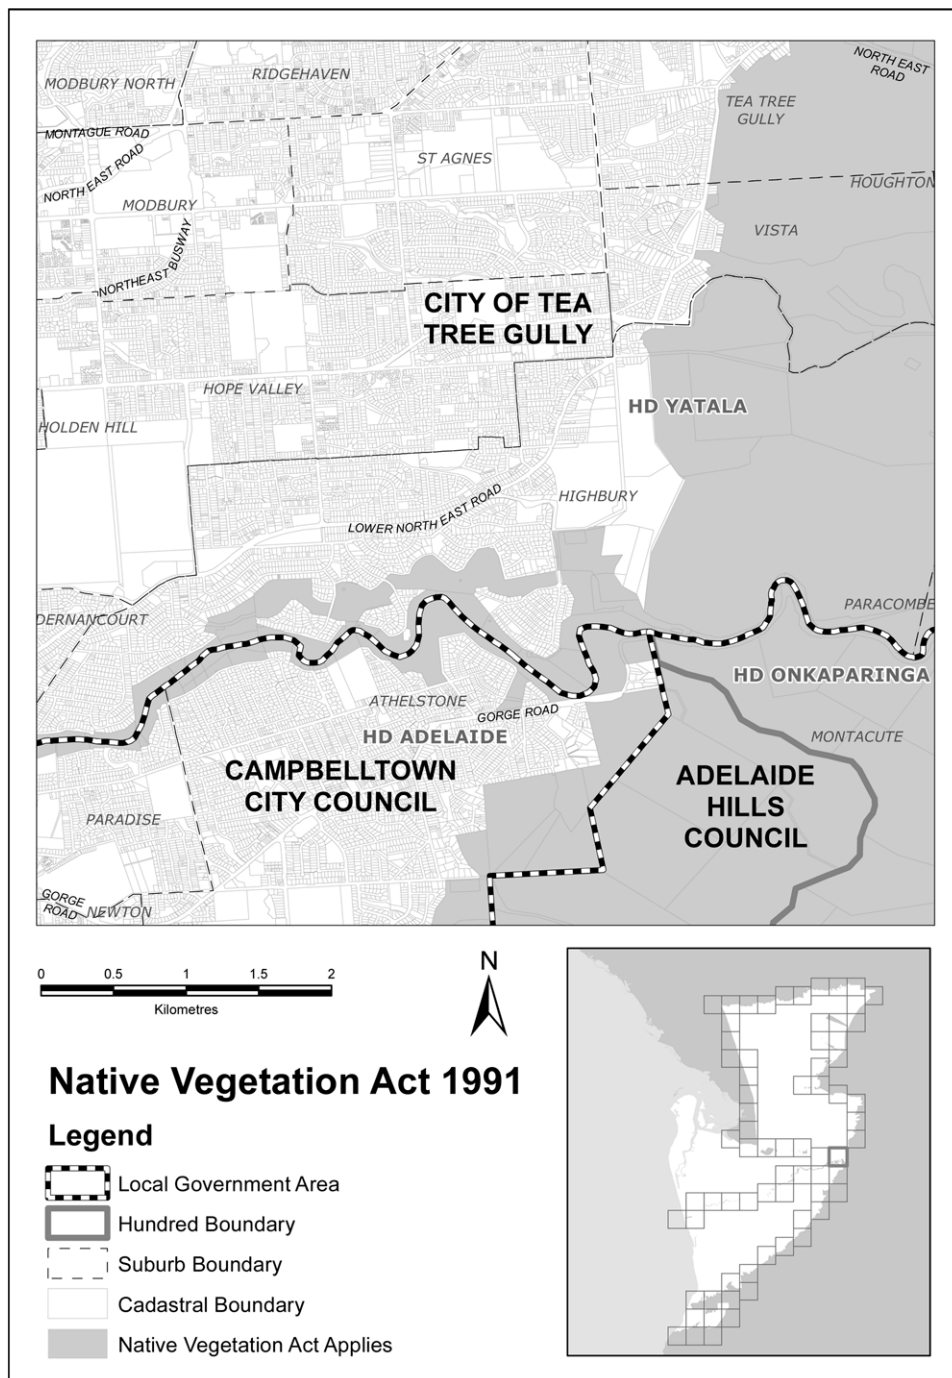 NORTH EAST
ROAD
RIDGEHAVEN
MODBURY NORTH
TEA TREE
GULLY
MONTAGUE ROAD
ST AGNES
NORTH EAST ROAD
HOUGHTON
MODBURY
VISTA
NORTHEAST BUSWAY
CITY OF TEA
TREE GULLY
HOPE VALLEY
HD YATALA
HOLDEN HILL
HIGHBURY
LOWER NORTH EAST ROAD
DERNANCOURT
PARACOMBE
HD ONKAPARINGA
ATHELSTONE
GORGE ROAD
HD ADELAIDE
MONTACUTE
CAMPBELLTOWN
CITY COUNCIL
ADELAIDE
HILLS
COUNCIL
PARADISE
GORGE
ROAD
NEWTON
0 0.5 1 1.5 2
Kilometres
N
Native Vegetation Act 1991
Legend
Local Government Area
Hundred Boundary
Suburb Boundary
Cadastral Boundary
Native Vegetation Act Applies